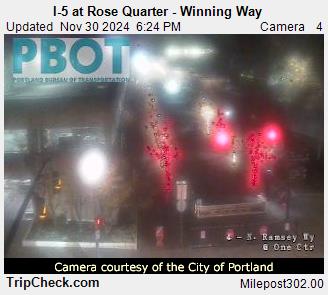 I-5 at Rose Quarter - Winning Way
Updated Nov 30 2024 6:24 PM Camera 4
PBOT
PORTLAND BUREAU OF TRANSPORTATION
4 - N. Ramsey Wy
@ One Ctr
Camera courtesy of the City of Portland
TripCheck.com Milepost302.00